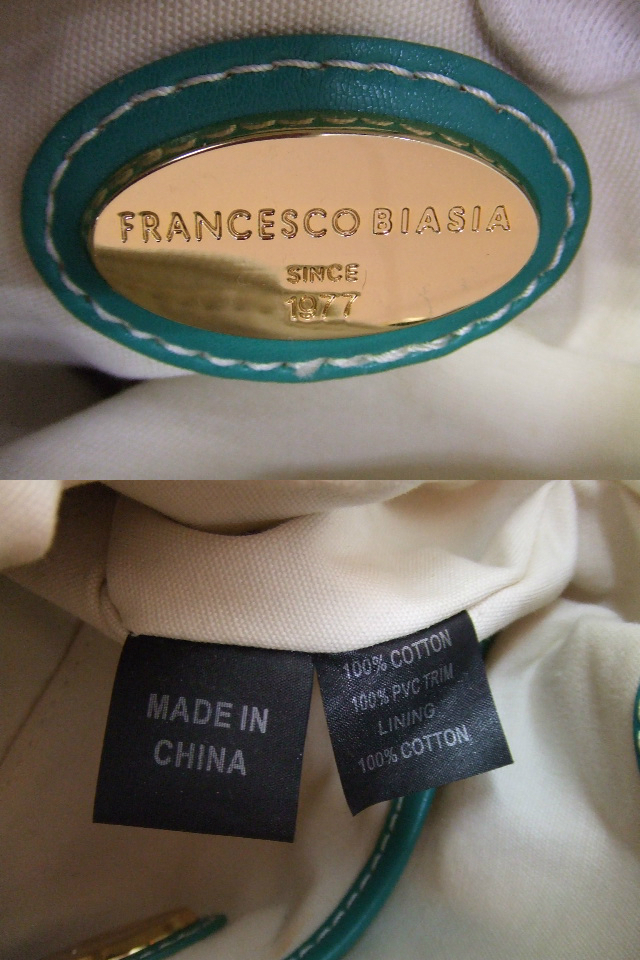 FRANCESCO BIASIA
SINCE
1977
MADE IN
CHINA
100% COTTON
100% PVC TRIM
LINING
100% COTTON